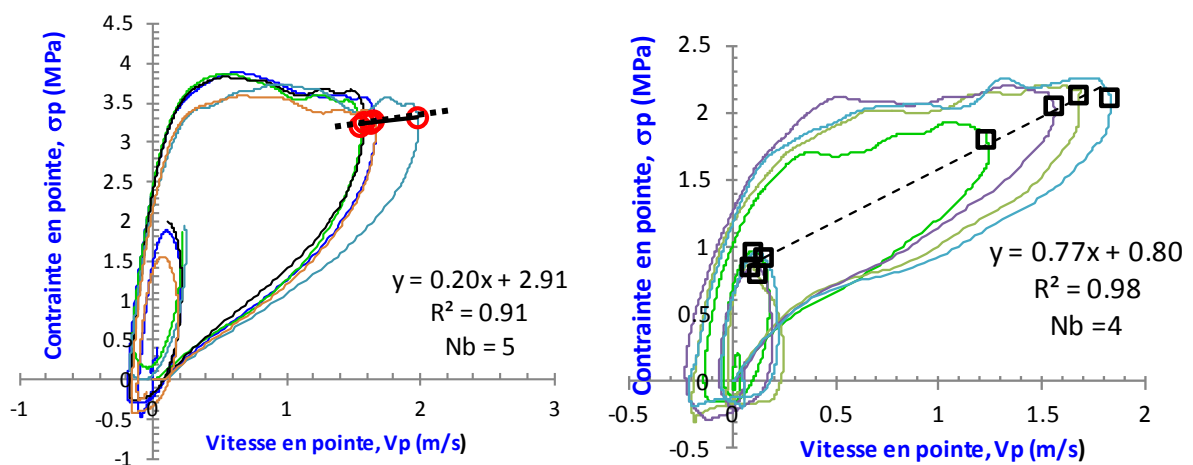 Contrainte en pointe, σp (MPa)
4.5
4
3.5
3
2.5
2
1.5
1
0.5
0
-1
-1
0
1
2
3
y = 0.20x + 2.91
R² = 0.91
Nb = 5
Vitesse en pointe, Vp (m/s)
Contrainte en pointe, σp (MPa)
2.5
2
1.5
1
0.5
0
-0.5
-0.5
0
0.5
1
1.5
2
y = 0.77x + 0.80
R² = 0.98
Nb =4
Vitesse en pointe, Vp (m/s)